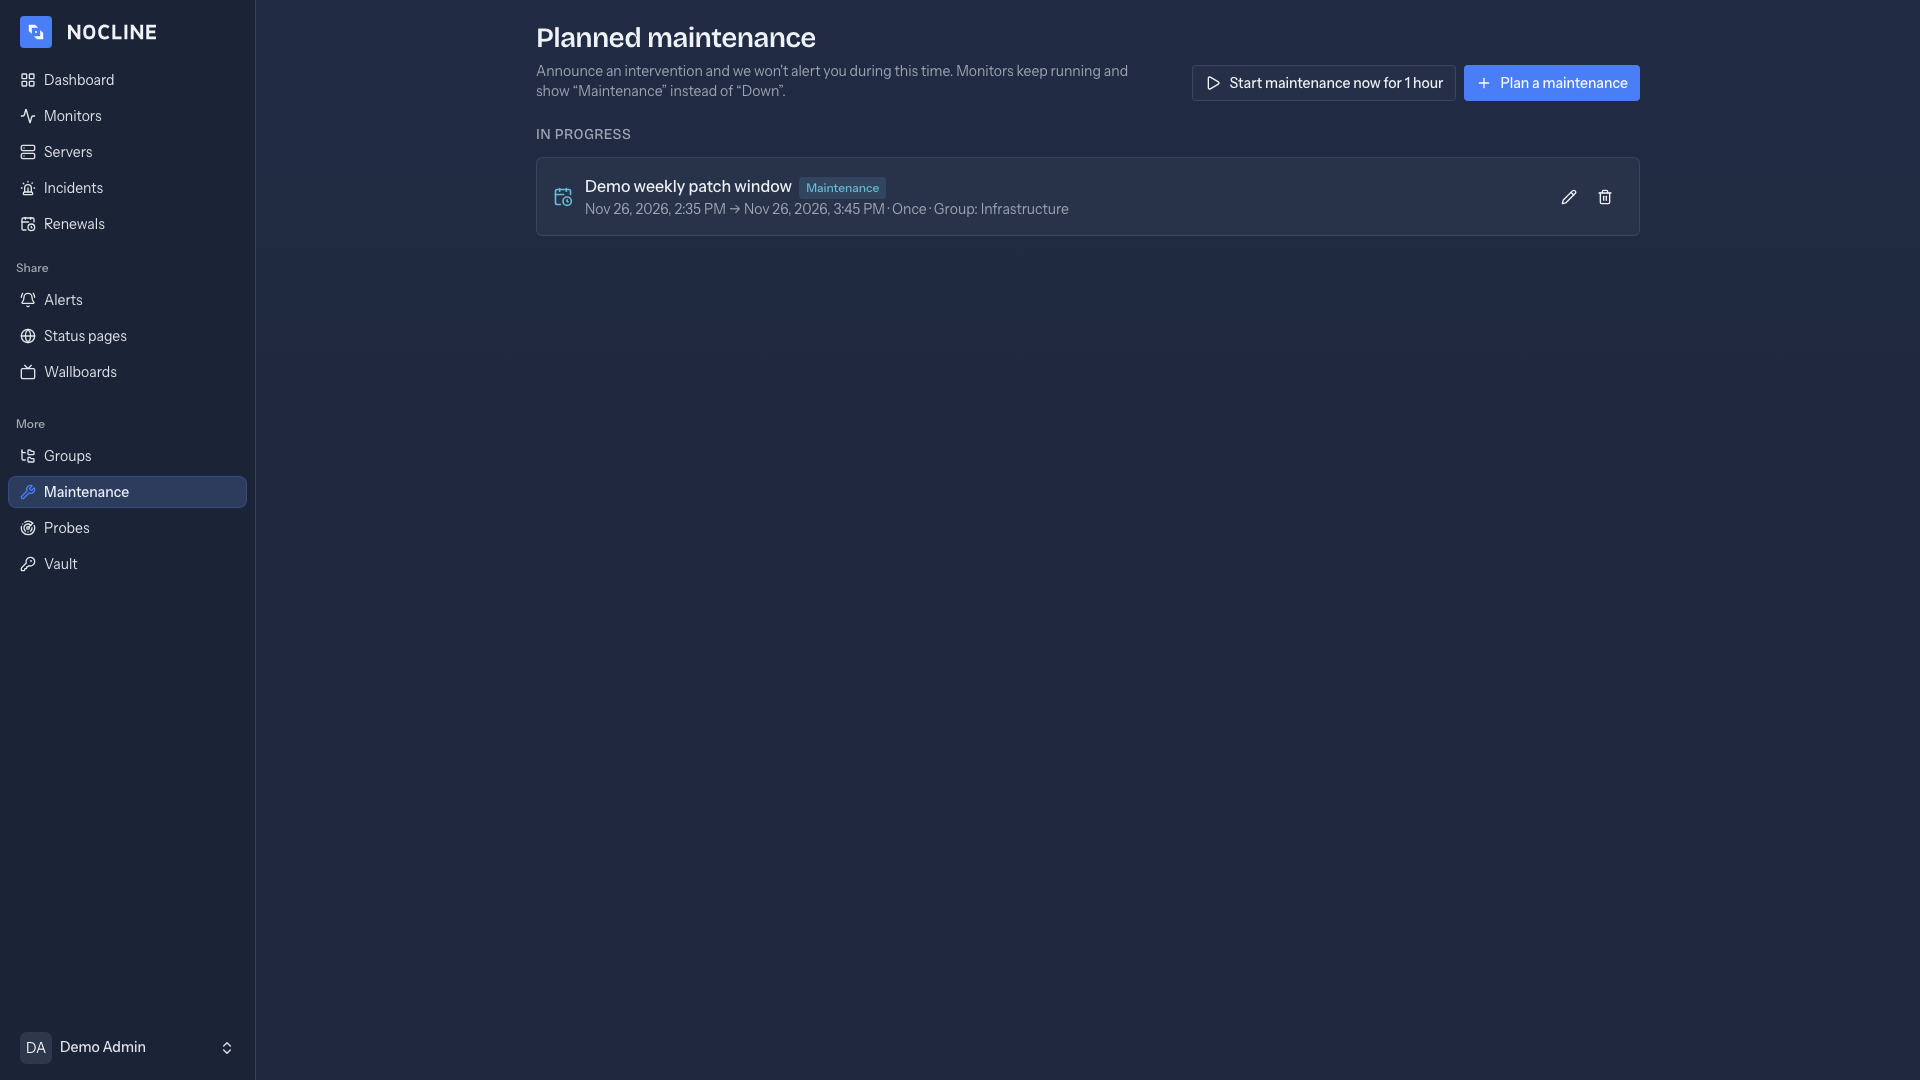 NOCLINE
Dashboard
Monitors
Servers
Incidents
Renewals
Share
Alerts
Status pages
Wallboards
More
Groups
Maintenance
Probes
Vault
DA Demo Admin
Planned maintenance
Announce an intervention and we won't alert you during this time. Monitors keep running and
show “Maintenance” instead of “Down”.
Start maintenance now for 1 hour
Plan a maintenance
IN PROGRESS
Demo weekly patch window Maintenance
Nov 26, 2026, 2:35 PM → Nov 26, 2026, 3:45 PM · Once · Group: Infrastructure